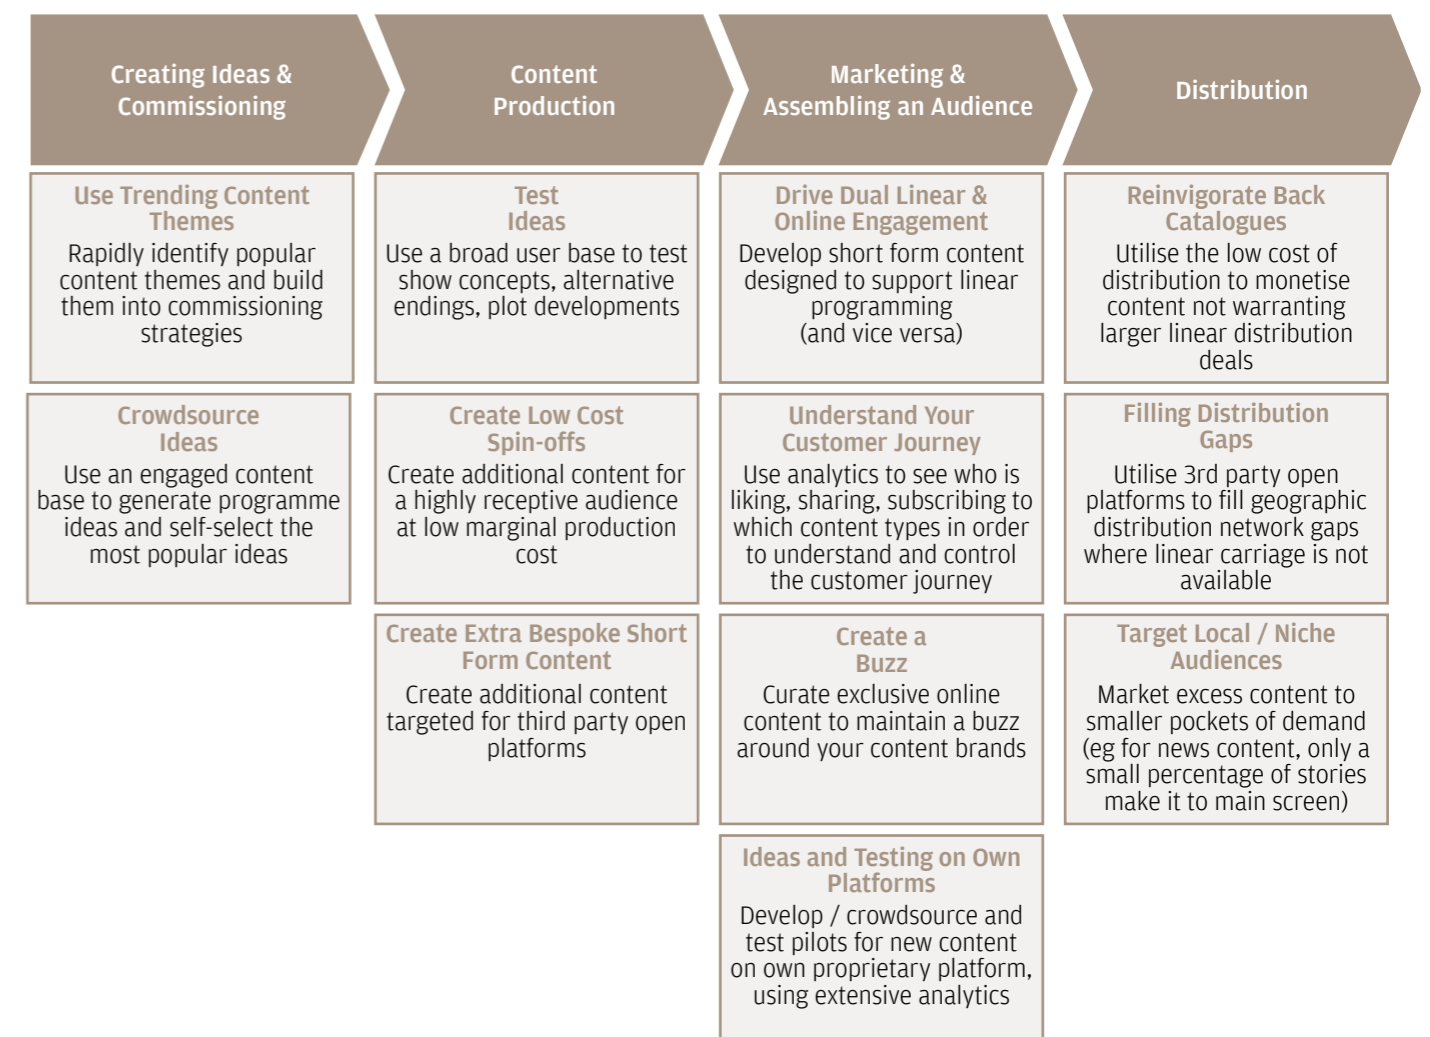 Creating Ideas &
Commissioning
Content
Production
Marketing &
Assembling an Audience
Distribution
Use Trending Content
Themes
Rapidly identify popular
content themes and build
them into commissioning
strategies
Crowdsource
Ideas
Use an engaged content
base to generate programme
ideas and self-select the
most popular ideas
Test
Ideas
Use a broad user base to test
show concepts, alternative
endings, plot developments
Create Low Cost
Spin-offs
Create additional content for
a highly receptive audience
at low marginal production
cost
Create Extra Bespoke Short
Form Content
Create additional content
targeted for third party open
platforms
Drive Dual Linear &
Online Engagement
Develop short form content
designed to support linear
programming
(and vice versa)
Understand Your
Customer Journey
Use analytics to see who is
liking, sharing, subscribing to
which content types in order
to understand and control
the customer journey
Create a
Buzz
Curate exclusive online
content to maintain a buzz
around your content brands
Ideas and Testing on Own
Platforms
Develop / crowdsource and
test pilots for new content
on own proprietary platform,
using extensive analytics
Reinvigorate Back
Catalogues
Utilise the low cost of
distribution to monetise
content not warranting
larger linear distribution
deals
Filling Distribution
Gaps
Utilise 3rd party open
platforms to fill geographic
distribution network gaps
where linear carriage is not
available
Target Local / Niche
Audiences
Market excess content to
smaller pockets of demand
(eg for news content, only a
small percentage of stories
make it to main screen)